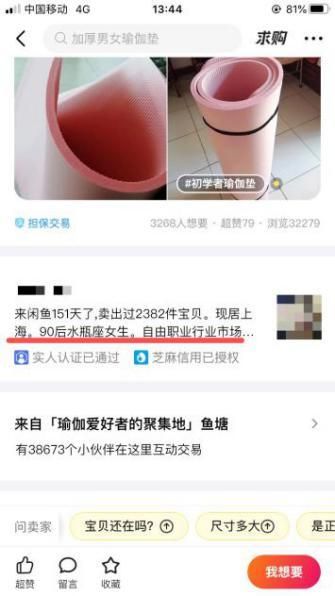 中国移动 4G 13:44 81%
加厚男女瑜伽垫 求购
#初学者瑜伽垫
担保交易 3268人想要 · 超赞79 · 浏览32279
来闲鱼151天了,卖出过2382件宝贝。现居上
海。90后水瓶座女生。自由职业行业市场...
实人认证已通过 芝麻信用已授权
来自「瑜伽爱好者的聚集地」鱼塘
有38673个小伙伴在这里互动交易
问卖家 宝贝还在吗? 尺寸多大 是正
超赞 留言 收藏 我想要